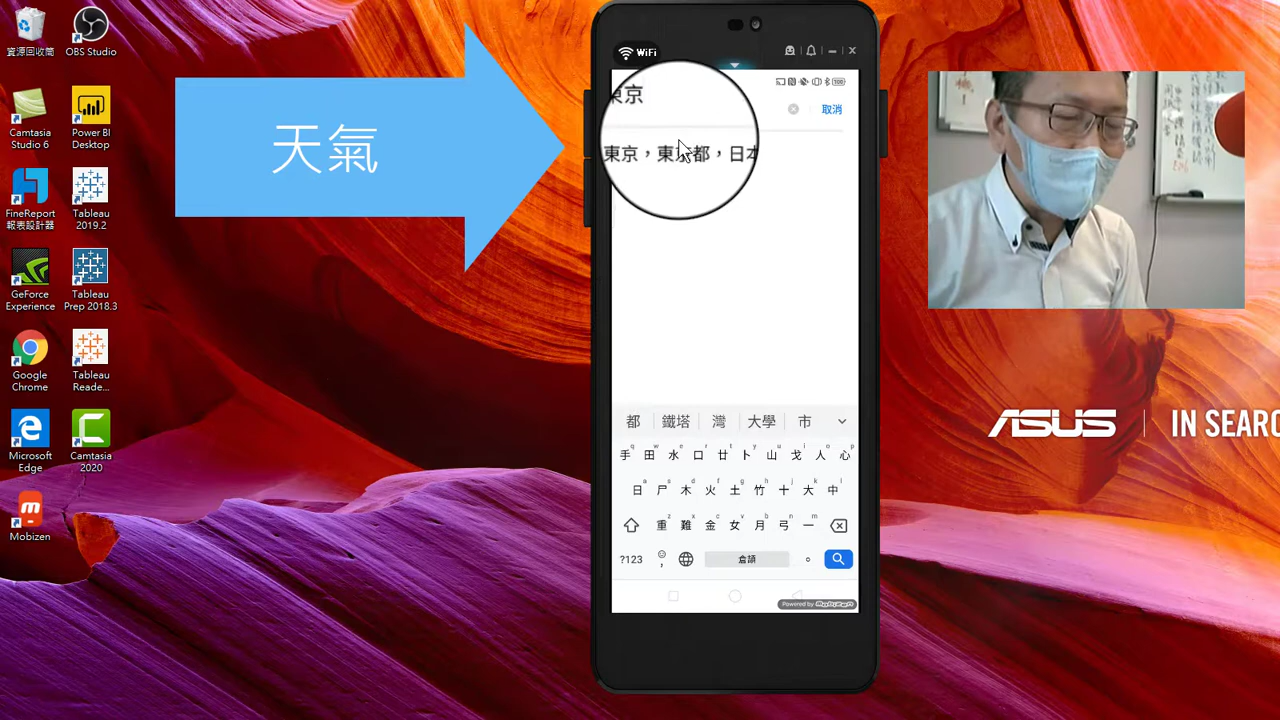 資源回收筒
OBS Studio
Camtasia
Studio 6
Power BI
Desktop
FineReport
報表設計器
Tableau
2019.2
GeForce
Experience
Tableau
Prep 2018.3
Google
Chrome
Tableau
Reade...
Microsoft
Edge
Camtasia
2020
Mobizen
天氣
WiFi
100
東京
取消
東京，東京都，日本
都 鐵塔 灣 大學 市
手 q 田 w 水 e 口 r 廿 t 卜 y 山 u 戈 i 人 o 心 p
日 a 尸 s 木 d 火 f 土 g 竹 h 十 j 大 k 中 l
重 z 難 x 金 c 女 v 月 b 弓 n 一 m
?123 , 倉頡 。
Powered by
ASUS IN SEARC